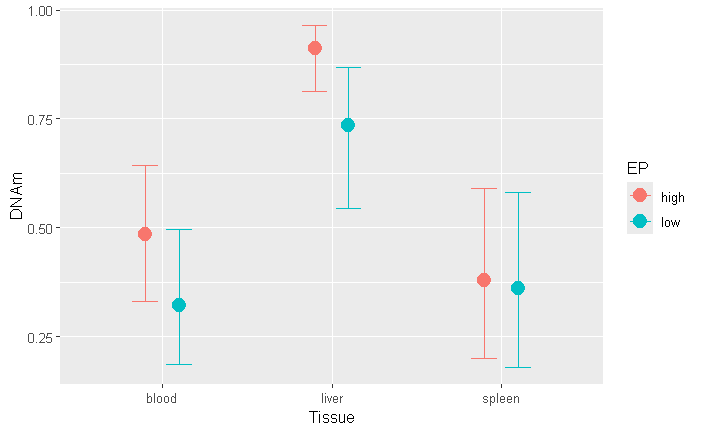 1.00
0.75
0.50
0.25
DNAm
blood
liver
spleen
Tissue
EP
high
low